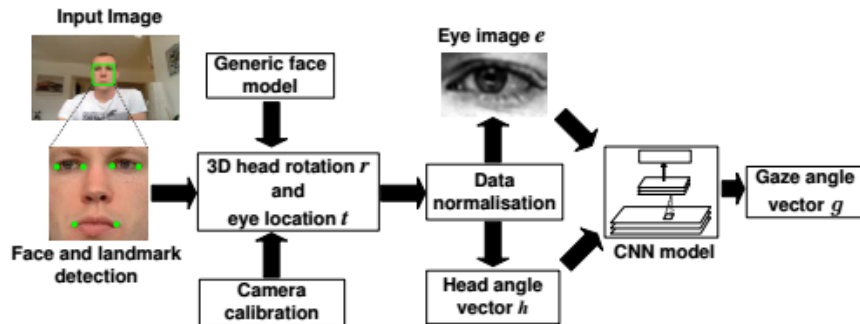 Input Image
Generic face
model
Eye image e
3D head rotation r
and
eye location t
Data
normalisation
Gaze angle
vector g
CNN model
Face and landmark
detection
Camera
calibration
Head angle
vector h